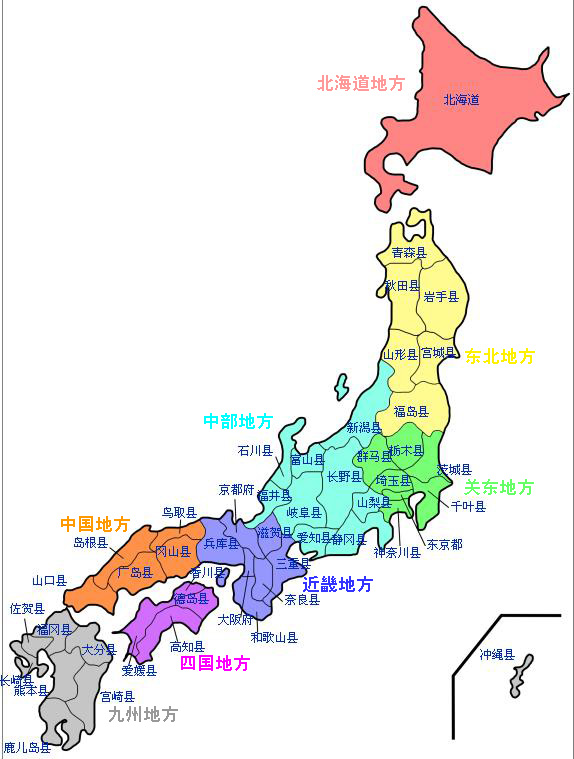 北海道地方
北海道
青森县
秋田县
岩手县
山形县
宫城县
东北地方
福岛县
中部地方
新潟县
石川县
富山县
群马县
栃木县
茨城县
长野县
埼玉县
关东地方
京都府
福井县
山梨县
千叶县
鸟取县
岐阜县
中国地方
岛根县
冈山县
兵库县
滋贺县
爱知县
静冈县
神奈川县
东京都
三重县
山口县
广岛县
香川县
近畿地方
德岛县
奈良县
佐贺县
福冈县
大阪府
和歌山县
大分县
高知县
爱媛县
四国地方
冲绳县
长崎县
熊本县
宫崎县
九州地方
鹿儿岛县